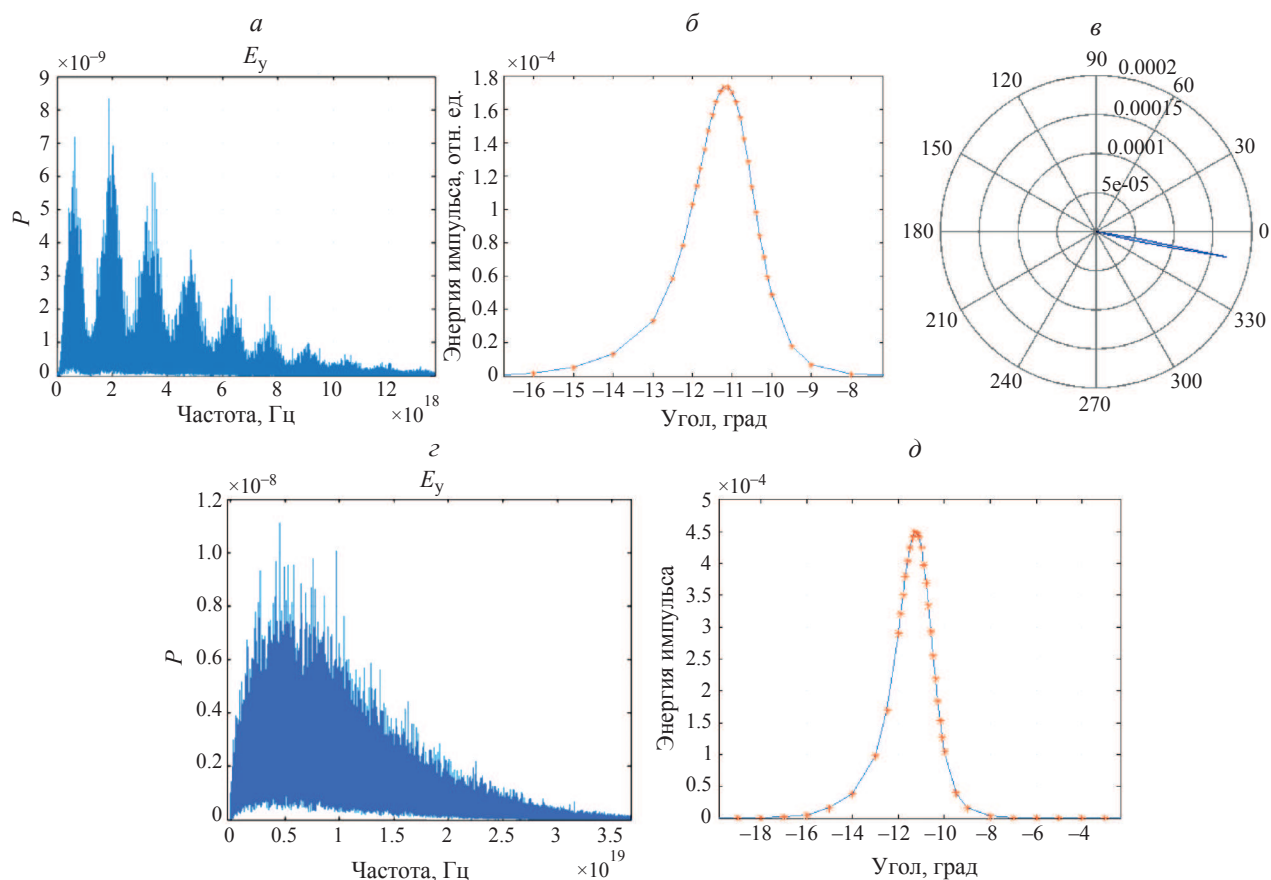 а
×10⁻⁹
E_y
9
8
7
6
5
4
3
2
1
0
P
0 2 4 6 8 10 12
Частота, Гц
×10¹⁸
б
×10⁻⁴
1.8
1.6
1.4
1.2
1.0
0.8
0.6
0.4
0.2
0
Энергия импульса, отн. ед.
−16 −15 −14 −13 −12 −11 −10 −9 −8
Угол, град
в
90 0.0002
120 60
0.00015
150 0.0001 30
5e-05
180 0
210 330
240 300
270
г
×10⁻⁸
E_y
1.2
1.0
0.8
0.6
0.4
0.2
0
P
0 0.5 1 1.5 2 2.5 3 3.5
Частота, Гц
×10¹⁹
д
×10⁻⁴
5
4.5
4
3.5
3
2.5
2
1.5
1
0.5
0
Энергия импульса
−18 −16 −14 −12 −10 −8 −6 −4
Угол, град